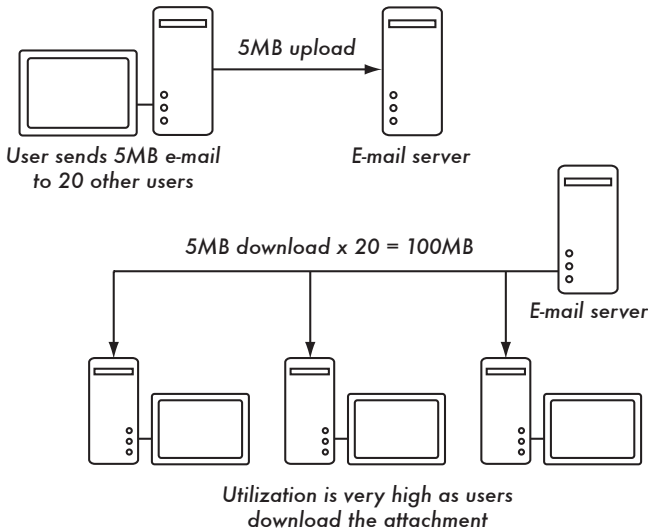 5MB upload
User sends 5MB e-mail
to 20 other users
E-mail server
5MB download x 20 = 100MB
E-mail server
Utilization is very high as users
download the attachment